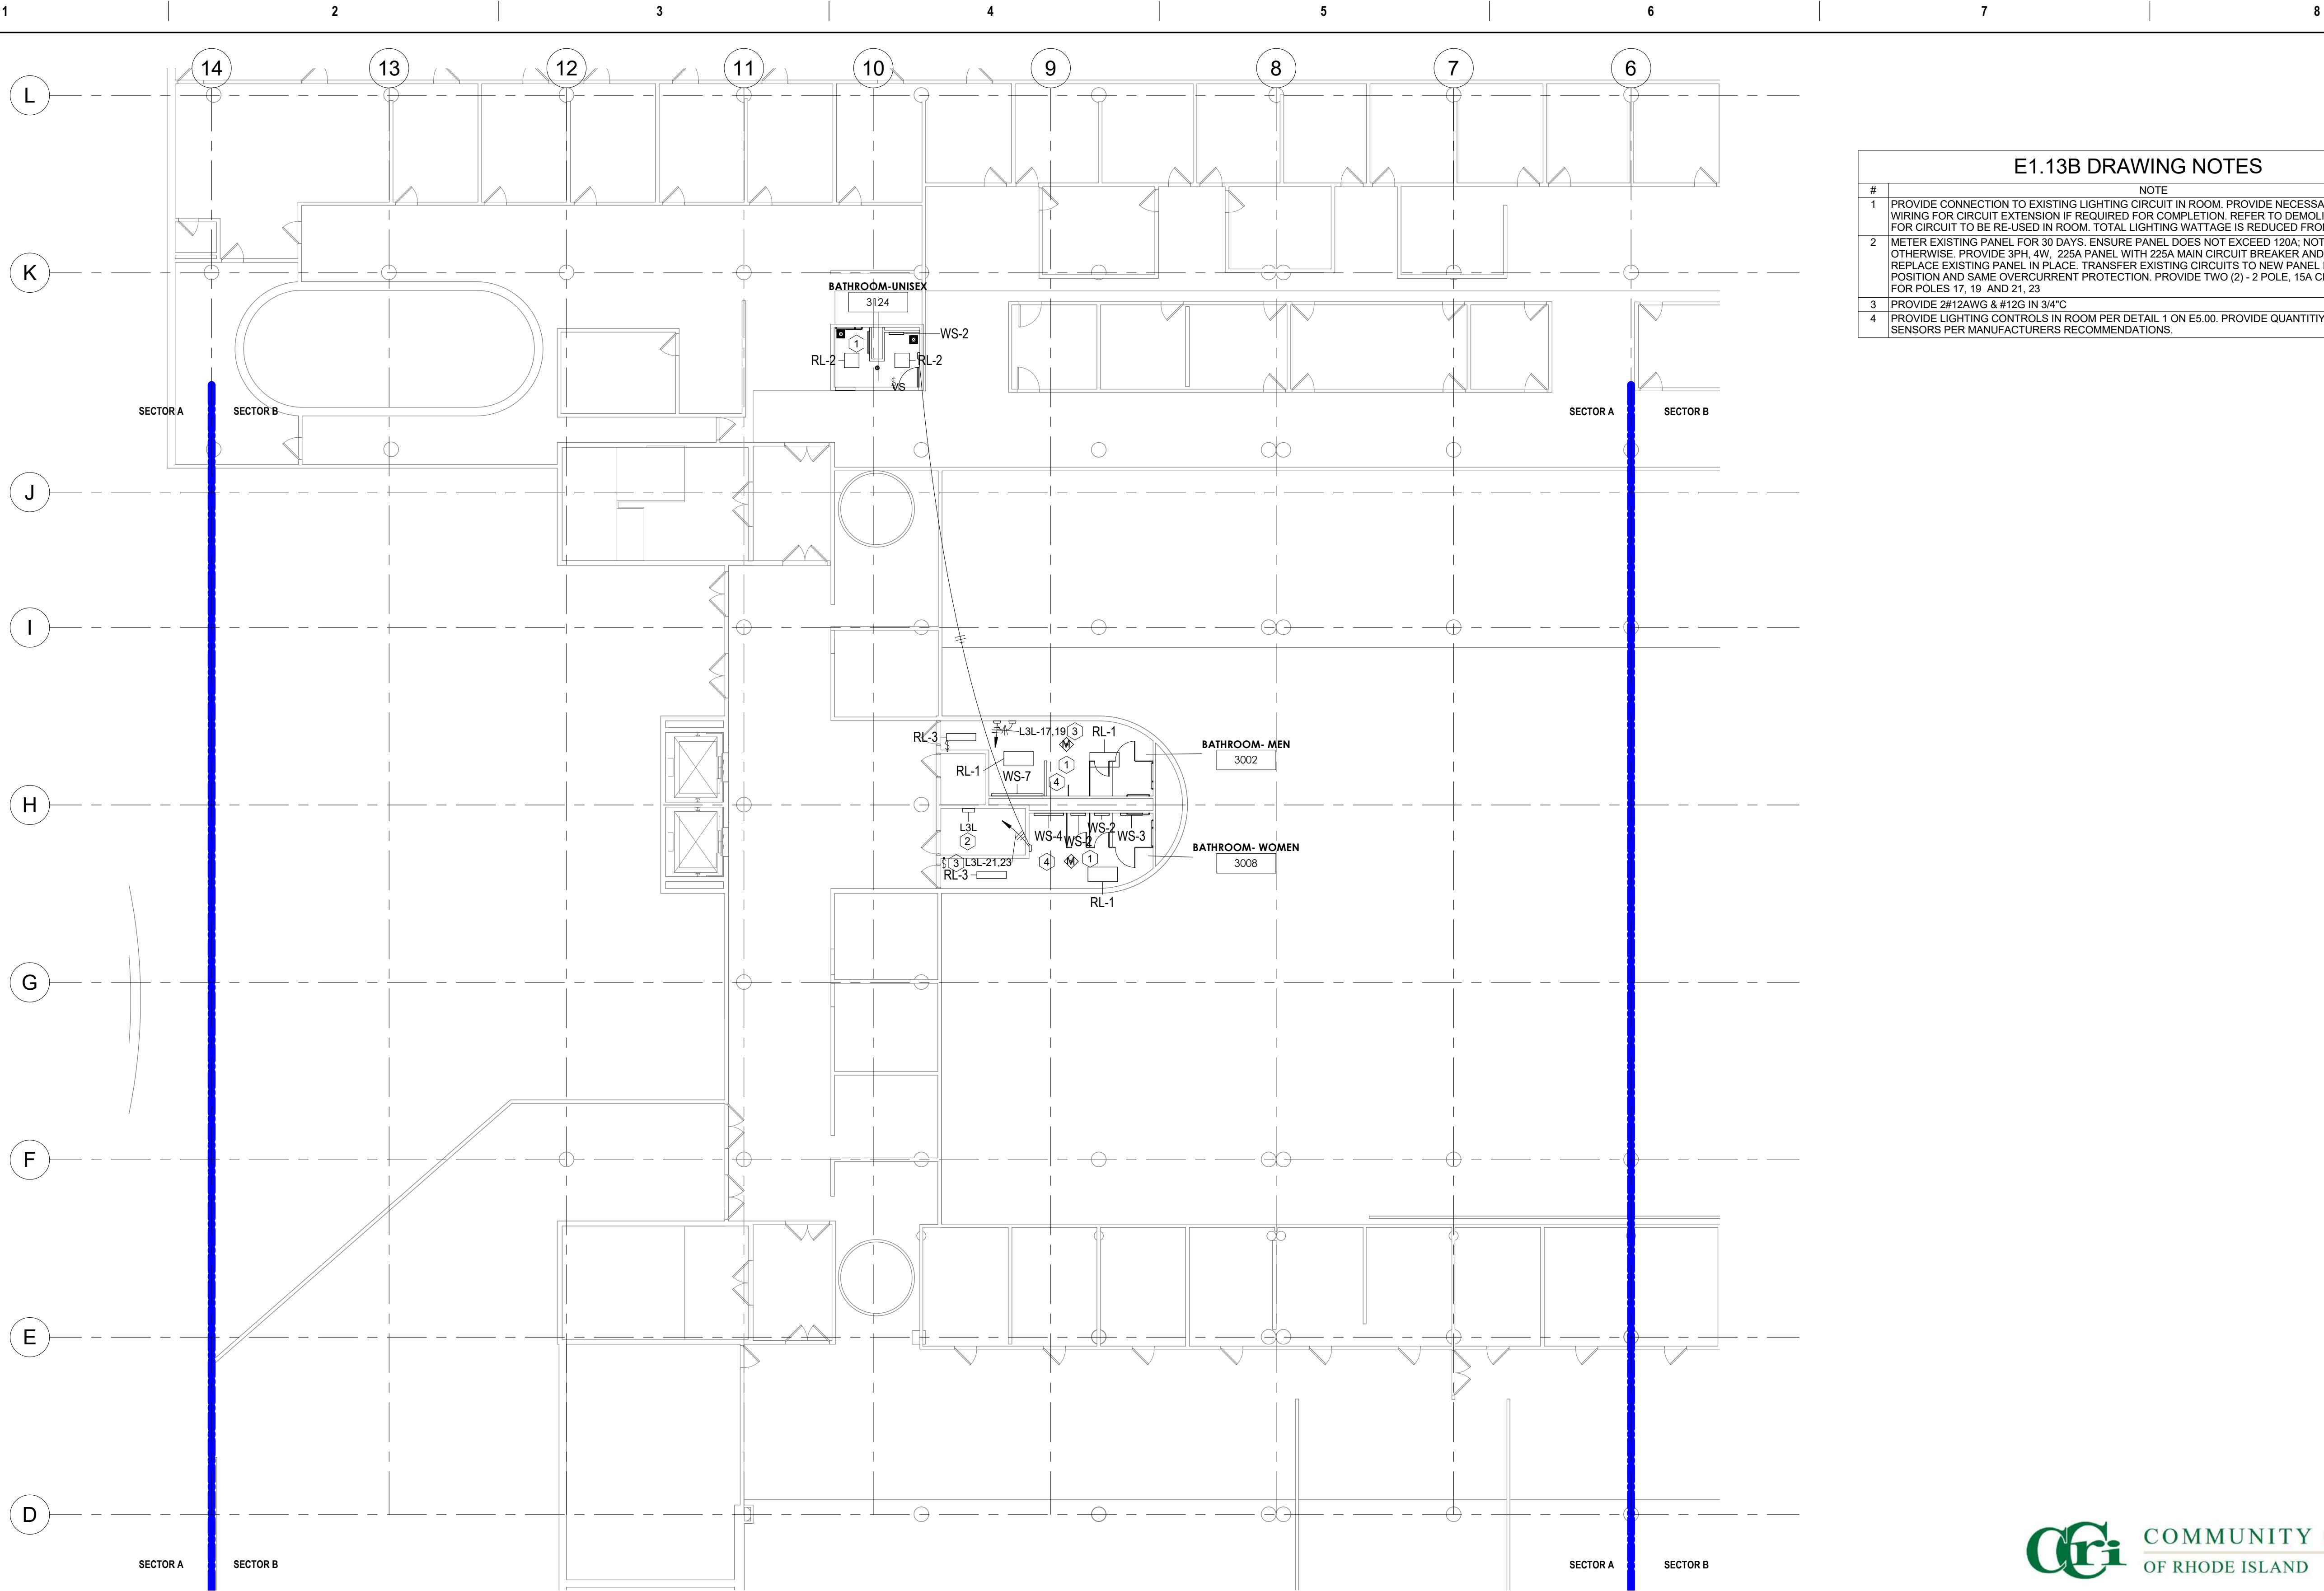 1 2 3 4 5 6 7 8
14 13 12 11 10 9 8 7 6
L
E1.13B DRAWING NOTES
# NOTE
1 PROVIDE CONNECTION TO EXISTING LIGHTING CIRCUIT IN ROOM. PROVIDE
WIRING FOR CIRCUIT EXTENSION IF REQUIRED FOR COMPLETION. REFER TO
FOR CIRCUIT TO BE RE-USED IN ROOM. TOTAL LIGHTING WATTAGE IS REDUCED
2 METER EXISTING PANEL FOR 30 DAYS. ENSURE PANEL DOES NOT EXCEED 120A;
OTHERWISE. PROVIDE 3PH, 4W, 225A PANEL WITH 225A MAIN CIRCUIT BREAKER AND
REPLACE EXISTING PANEL IN PLACE. TRANSFER EXISTING CIRCUITS TO NEW PANEL
POSITION AND SAME OVERCURRENT PROTECTION. PROVIDE TWO (2) - 2 POLE, 15A
FOR POLES 17, 19 AND 21, 23
3 PROVIDE 2#12AWG & #12G IN 3/4"C
4 PROVIDE LIGHTING CONTROLS IN ROOM PER DETAIL 1 ON E5.00. PROVIDE
SENSORS PER MANUFACTURERS RECOMMENDATIONS.
K
BATHROOM-UNISEX
3124
WS-2
1
RL-2 RL-2
VS
SECTOR A SECTOR B SECTOR A SECTOR B
J
I
RL-3 L3L-17,19 3 RL-1
M
BATHROOM- MEN
3002
RL-1 1
WS-7 4
H
L3L
2
WS-4 WS-2 WS-2 WS-3
BATHROOM- WOMEN
3008
3 L3L-21,23 4 M 1
RL-3
RL-1
G
F
E
D
SECTOR A SECTOR B SECTOR A SECTOR B
CCri
COMMUNITY
OF RHODE ISLAND